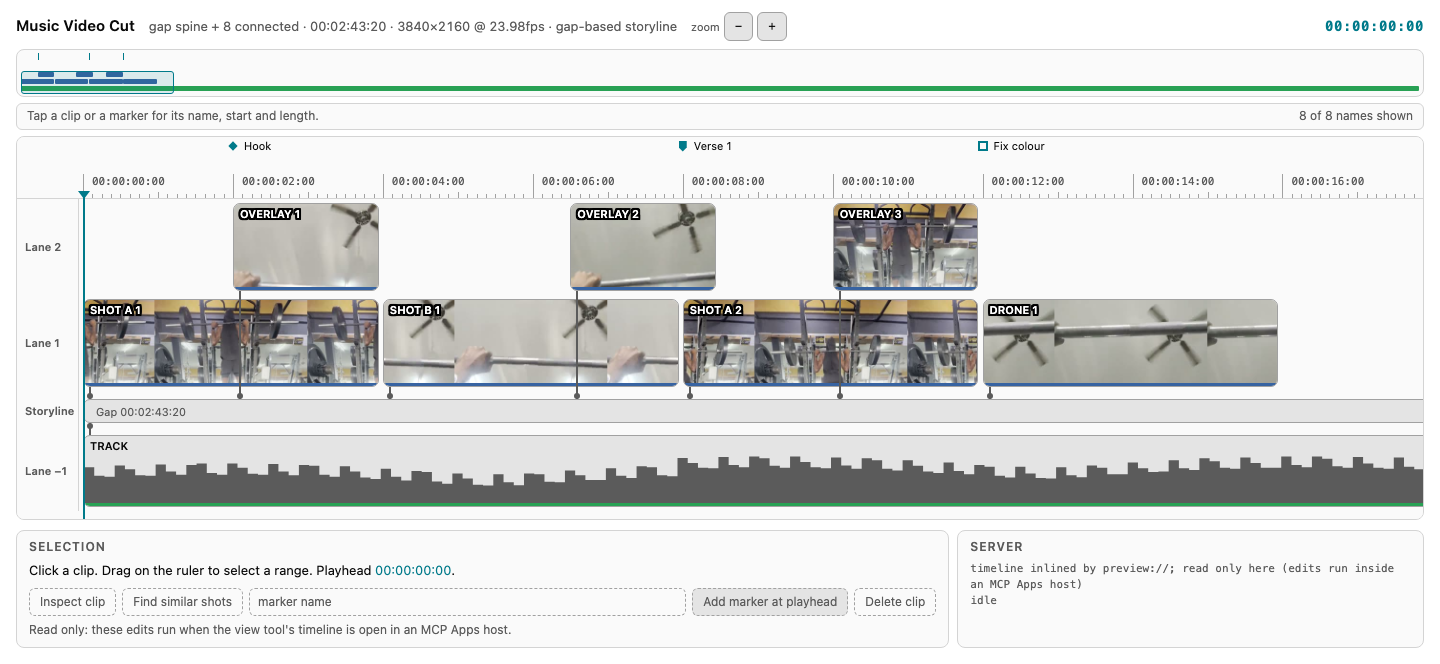 Music Video Cut gap spine + 8 connected · 00:02:43:20 · 3840×2160 @ 23.98fps · gap-based storyline zoom − + 00:00:00:00
Tap a clip or a marker for its name, start and length. 8 of 8 names shown
Hook Verse 1 Fix colour
00:00:00:00 00:00:02:00 00:00:04:00 00:00:06:00 00:00:08:00 00:00:10:00 00:00:12:00 00:00:14:00 00:00:16:00
OVERLAY 1 OVERLAY 2 OVERLAY 3
Lane 2
SHOT A 1 SHOT B 1 SHOT A 2 DRONE 1
Lane 1
Storyline Gap 00:02:43:20
TRACK
Lane −1
SELECTION
Click a clip. Drag on the ruler to select a range. Playhead 00:00:00:00.
Inspect clip Find similar shots marker name Add marker at playhead Delete clip
Read only: these edits run when the view tool's timeline is open in an MCP Apps host.
SERVER
timeline inlined by preview://; read only here (edits run inside
an MCP Apps host)
idle